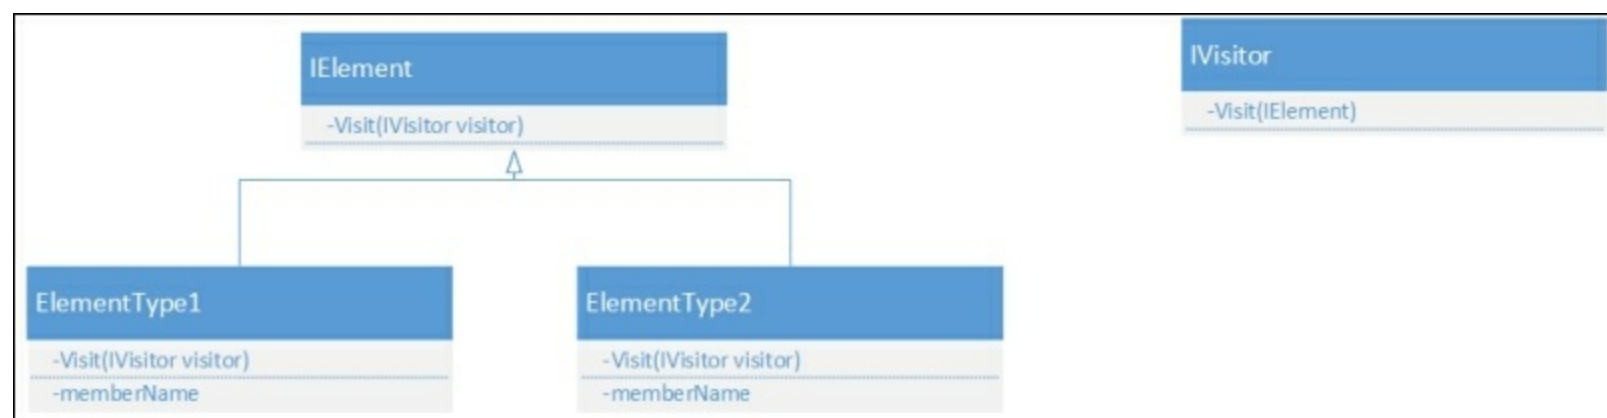 IElement
-Visit(IVisitor visitor)
IVisitor
-Visit(IElement)
ElementType1
-Visit(IVisitor visitor)
-memberName
ElementType2
-Visit(IVisitor visitor)
-memberName